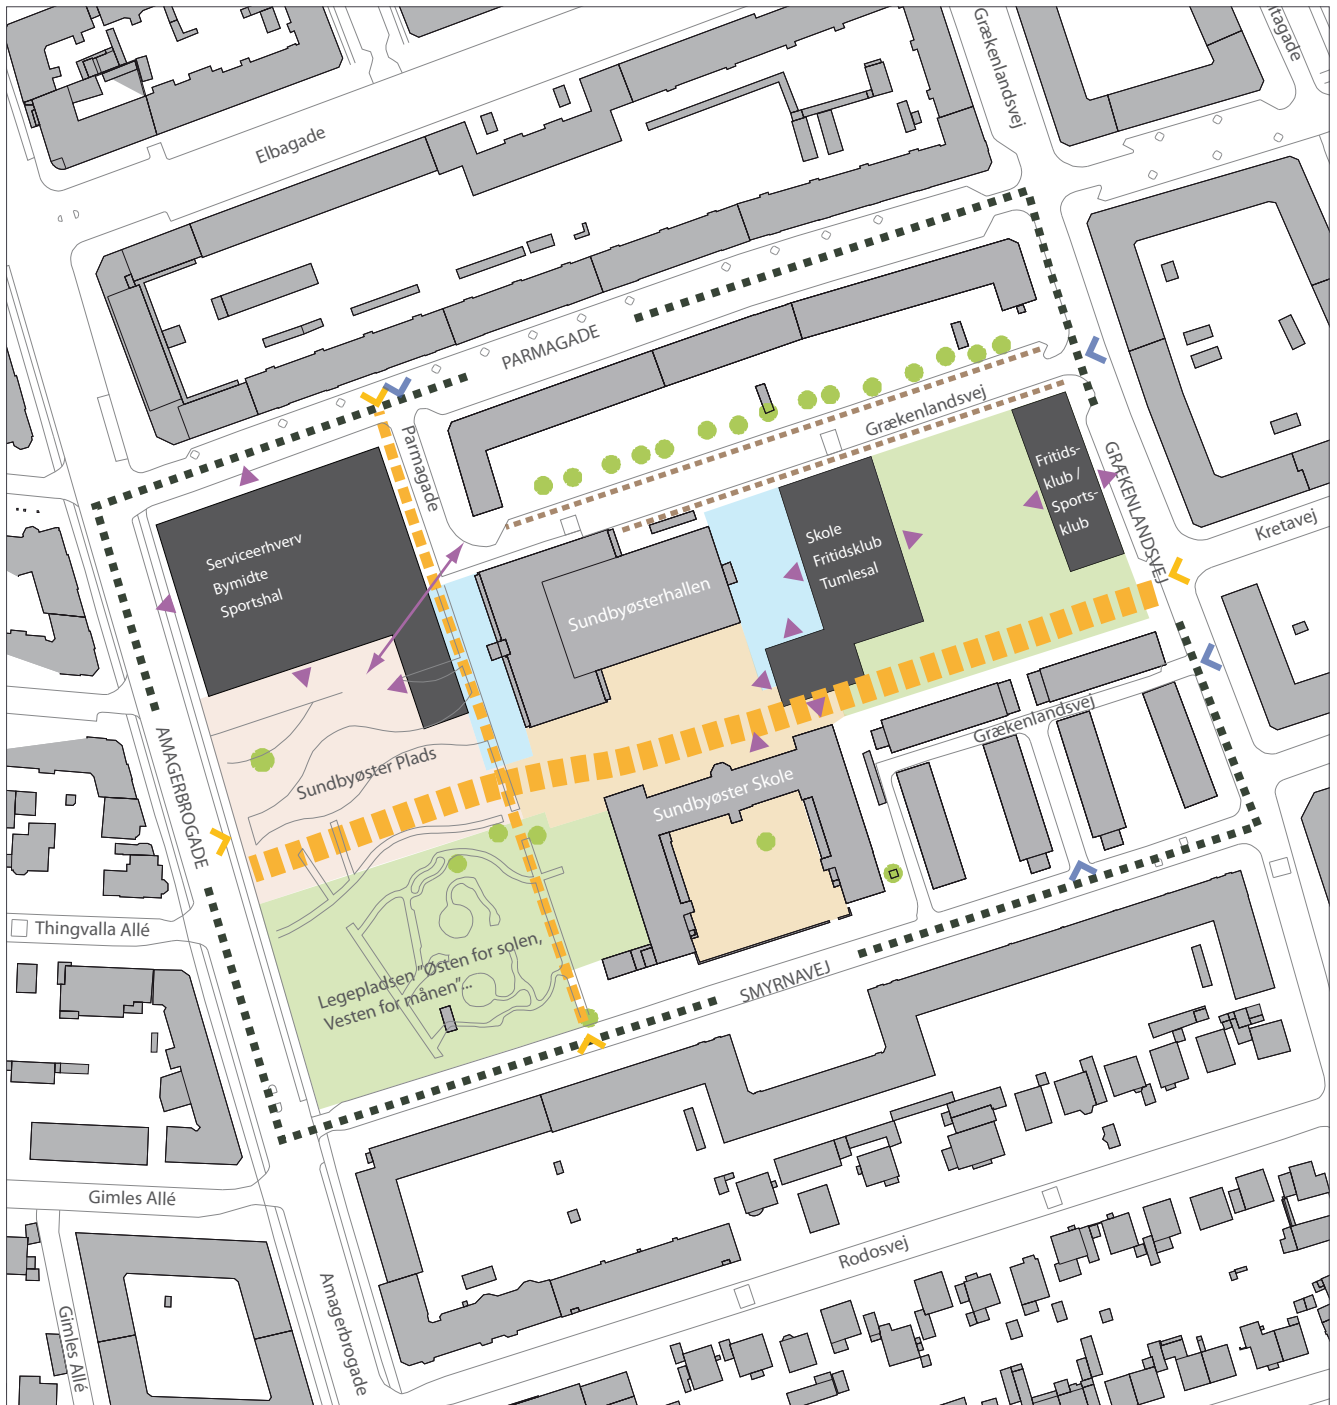 Grækenlandsvej
Elbagade
PARMAGADE
Parmagade
Grækenlandsvej
Fritids-
klub /
Sports-
klub
GRÆKENLANDSVEJ
Kretavej
Serviceerhverv
Bymidte
Sportshal
Skole
Fritidsklub
Tumlesal
Sundbyøsterhallen
Grækenlandsvej
AMAGERBROGADE
Sundbyøster Plads
Sundbyøster Skole
Thingvalla Allé
Legepladsen "Østen for solen,
Vesten for månen"...
SMYRNAVEJ
Gimles Allé
Rodosvej
Gimles Allé
Amagerbrogade